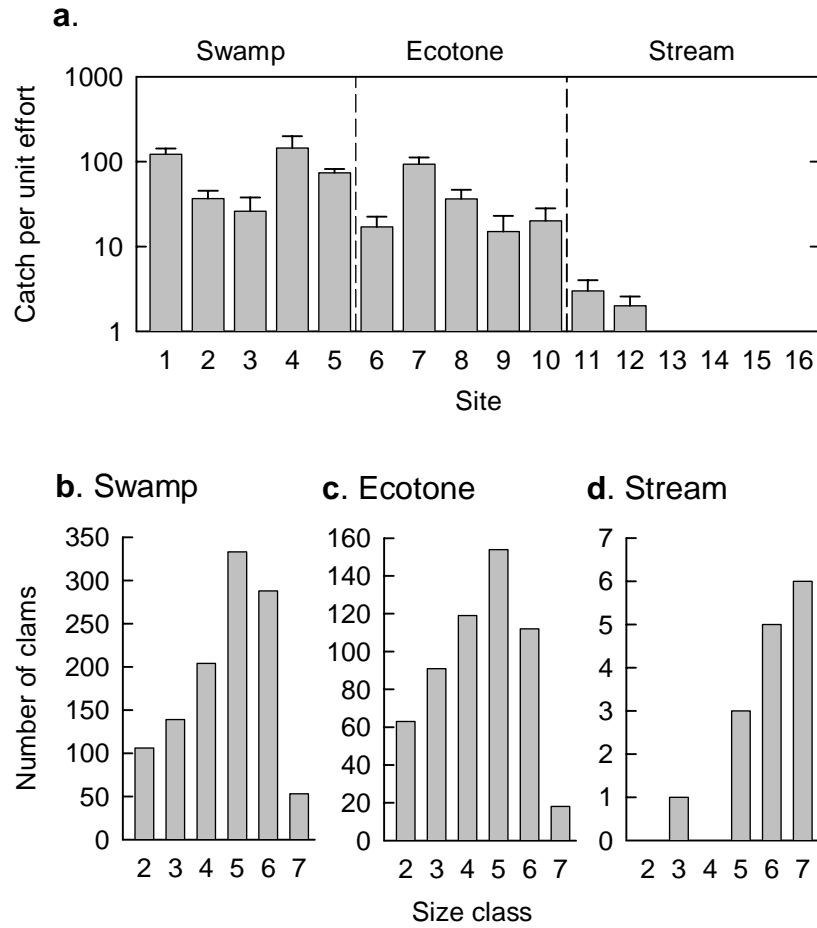 a.
Swamp Ecotone Stream
Catch per unit effort
1000
100
10
1
1 2 3 4 5 6 7 8 9 10 11 12 13 14 15 16
Site
b. Swamp
Number of clams
350
300
250
200
150
100
50
0
2 3 4 5 6 7
c. Ecotone
160
140
120
100
80
60
40
20
0
2 3 4 5 6 7
d. Stream
7
6
5
4
3
2
1
0
2 3 4 5 6 7
Size class